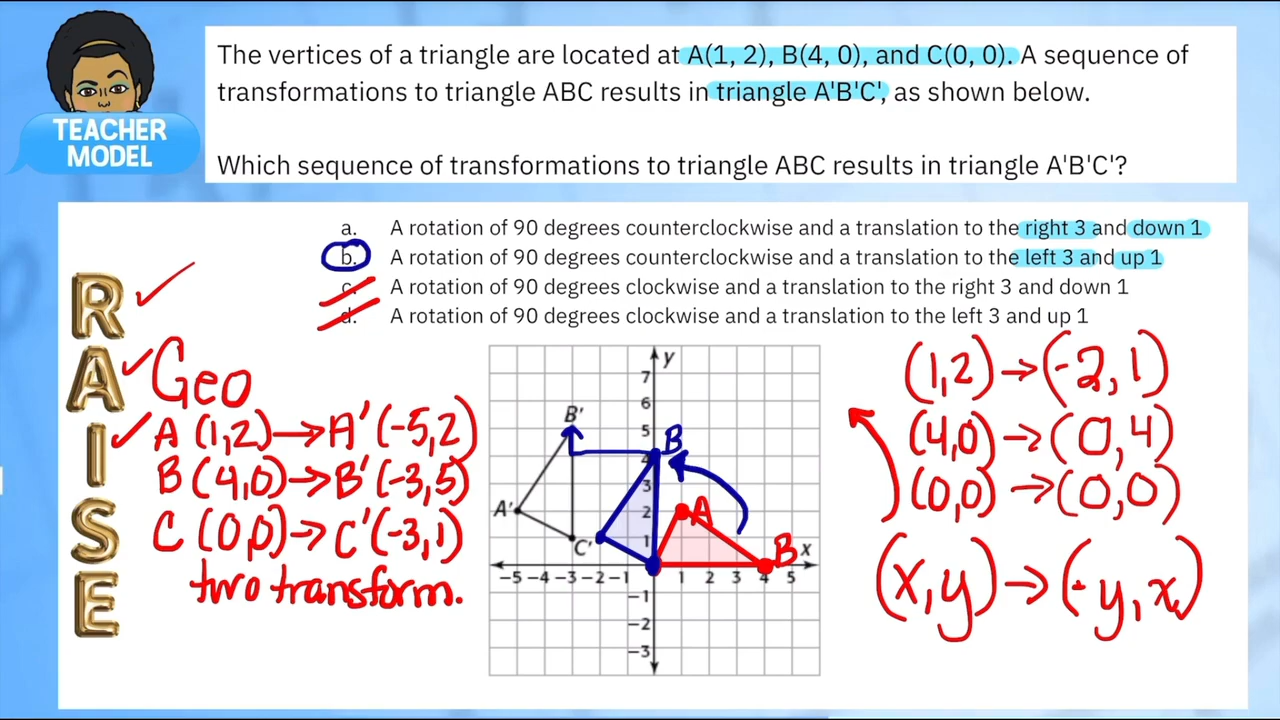 TEACHER
MODEL
The vertices of a triangle are located at A(1, 2), B(4, 0), and C(0, 0). A sequence of
transformations to triangle ABC results in triangle A'B'C', as shown below.
Which sequence of transformations to triangle ABC results in triangle A'B'C'?
a. A rotation of 90 degrees counterclockwise and a translation to the right 3 and down 1
b. A rotation of 90 degrees counterclockwise and a translation to the left 3 and up 1
c. A rotation of 90 degrees clockwise and a translation to the right 3 and down 1
d. A rotation of 90 degrees clockwise and a translation to the left 3 and up 1
R
A
I
S
E
Geo
A (1,2)→A' (-5,2)
B (4,0)→B' (-3,5)
C (0,0)→C' (-3,1)
two transform.
y
7
6
B'
5
B
4
3
A'
2
A
1
C'
B
x
-5 -4 -3 -2 -1 1 2 3 4 5
-1
-2
-3
(1,2)→(-2,1)
(4,0)→(0,4)
(0,0)→(0,0)
(x,y)→(-y,x)